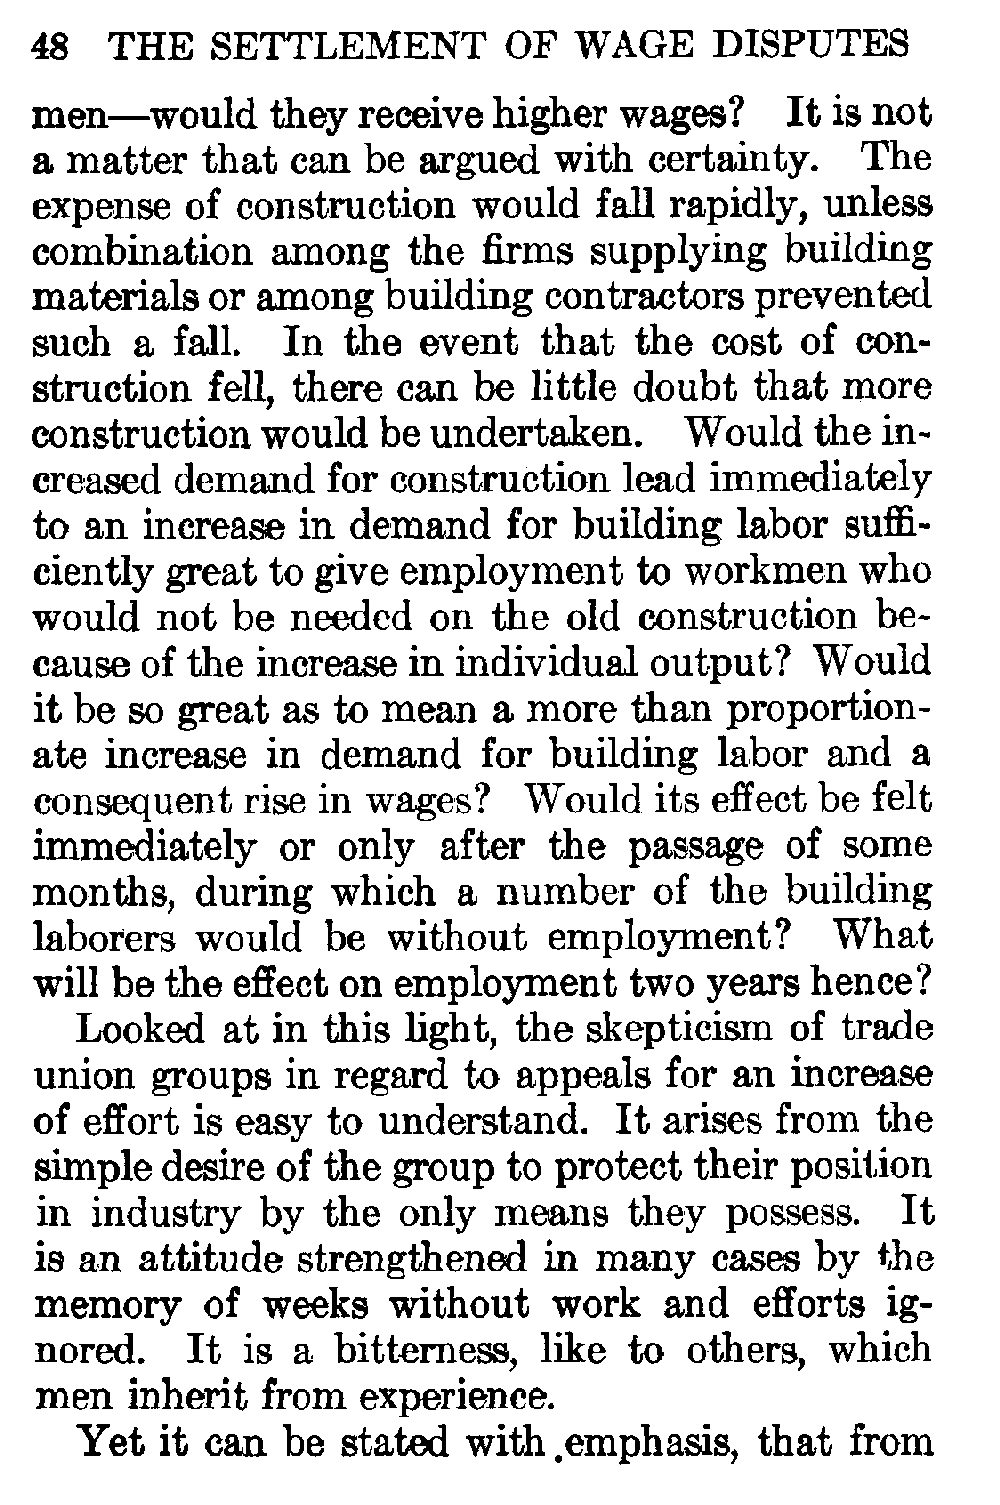 48 THE SETTLEMENT OF WAGE DISPUTES
men—would they receive higher wages? It is not
a matter that can be argued with certainty. The
expense of construction would fall rapidly, unless
combination among the firms supplying building
materials or among building contractors prevented
such a fall. In the event that the cost of con-
struction fell, there can be little doubt that more
construction would be undertaken. Would the in-
creased demand for construction lead immediately
to an increase in demand for building labor suffi-
ciently great to give employment to workmen who
would not be needed on the old construction be-
cause of the increase in individual output? Would
it be so great as to mean a more than proportion-
ate increase in demand for building labor and a
consequent rise in wages? Would its effect be felt
immediately or only after the passage of some
months, during which a number of the building
laborers would be without employment? What
will be the effect on employment two years hence?
Looked at in this light, the skepticism of trade
union groups in regard to appeals for an increase
of effort is easy to understand. It arises from the
simple desire of the group to protect their position
in industry by the only means they possess. It
is an attitude strengthened in many cases by the
memory of weeks without work and efforts ig-
nored. It is a bitterness, like to others, which
men inherit from experience.
Yet it can be stated with emphasis, that from